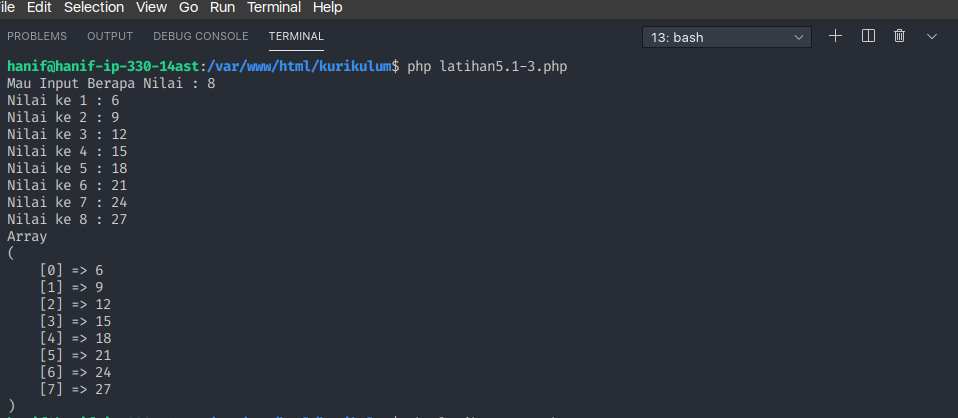 ile Edit Selection View Go Run Terminal Help
PROBLEMS OUTPUT DEBUG CONSOLE TERMINAL 13: bash
hanif@hanif-ip-330-14ast:/var/www/html/kurikulum$ php latihan5.1-3.php
Mau Input Berapa Nilai : 8
Nilai ke 1 : 6
Nilai ke 2 : 9
Nilai ke 3 : 12
Nilai ke 4 : 15
Nilai ke 5 : 18
Nilai ke 6 : 21
Nilai ke 7 : 24
Nilai ke 8 : 27
Array
(
    [0] => 6
    [1] => 9
    [2] => 12
    [3] => 15
    [4] => 18
    [5] => 21
    [6] => 24
    [7] => 27
)